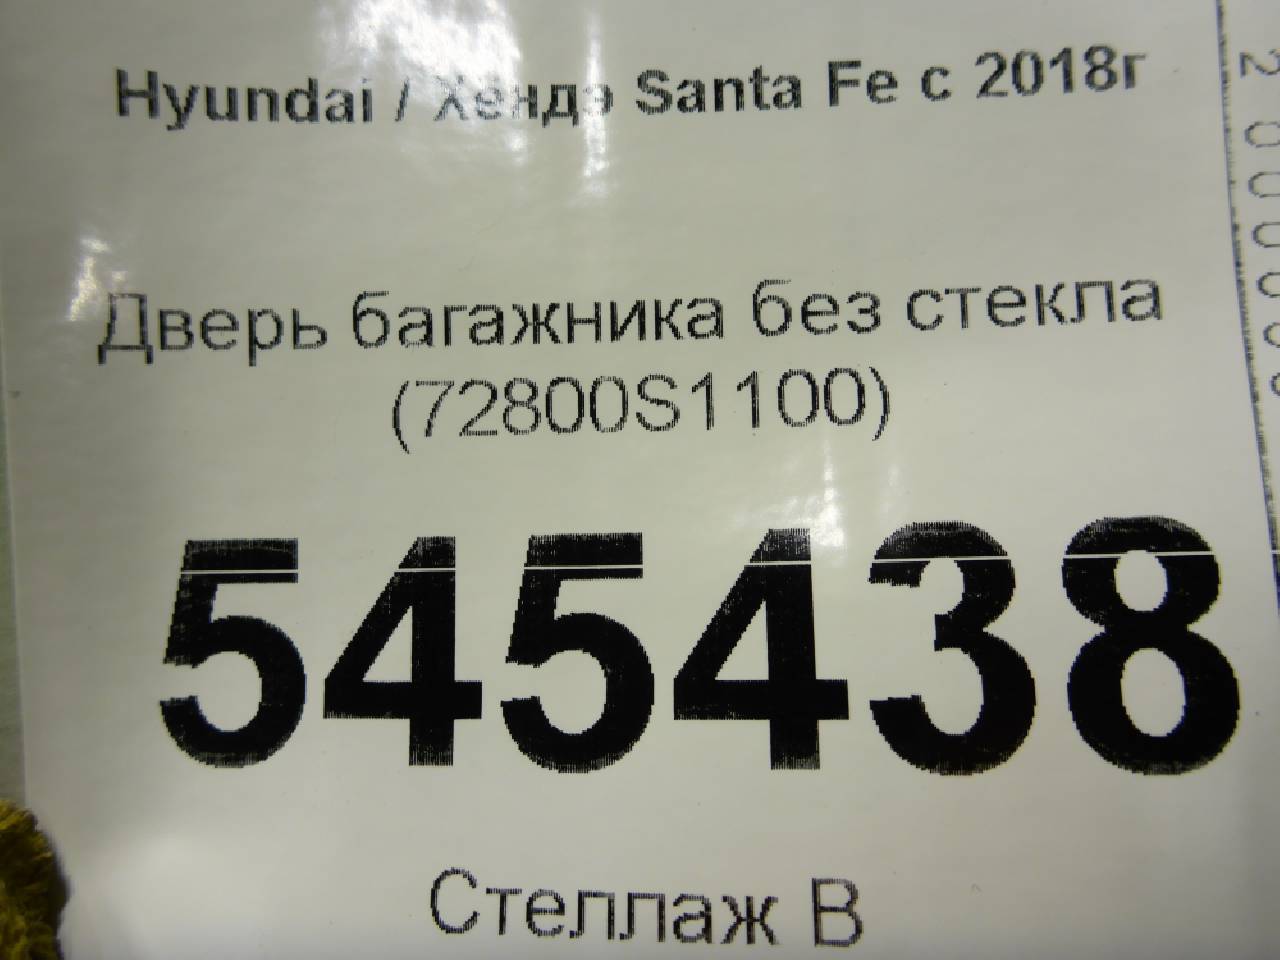 Hyundai / Хёндэ Santa Fe с 2018г
Дверь багажника без стекла
(72800S1100)
545438
Стеллаж В